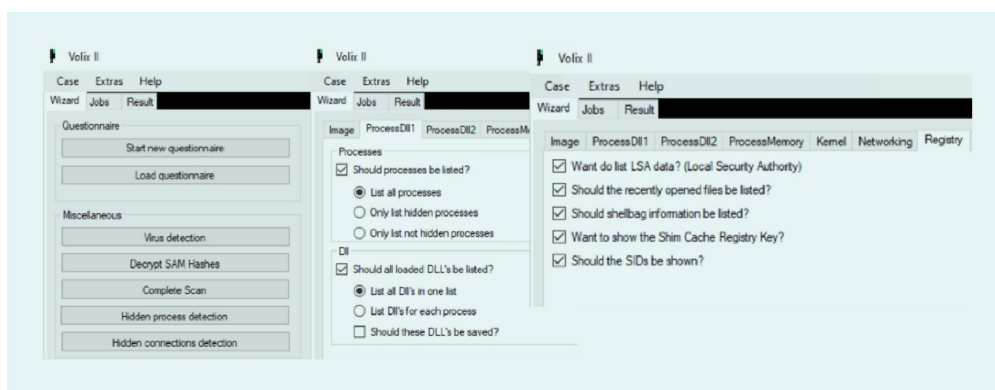 Volix II
Case Extras Help
Wizard Jobs Result
Questionnaire
Start new questionnaire
Load questionnaire
Miscellaneous
Virus detection
Decrypt SAM Hashes
Complete Scan
Hidden process detection
Hidden connections detection
Volix II
Case Extras Help
Wizard Jobs Result
Image ProcessDll1 ProcessDll2 ProcessM
Processes
Should processes be listed?
List all processes
Only list hidden processes
Only list not hidden processes
Dll
Should all loaded DLL's be listed?
List all Dll's in one list
List Dll's for each process
Should these DLL's be saved?
Volix II
Case Extras Help
Wizard Jobs Result
Image ProcessDll1 ProcessDll2 ProcessMemory Kernel Networking Registry
Want do list LSA data? (Local Security Authority)
Should the recently opened files be listed?
Should shellbag information be listed?
Want to show the Shim Cache Registry Key?
Should the SIDs be shown?